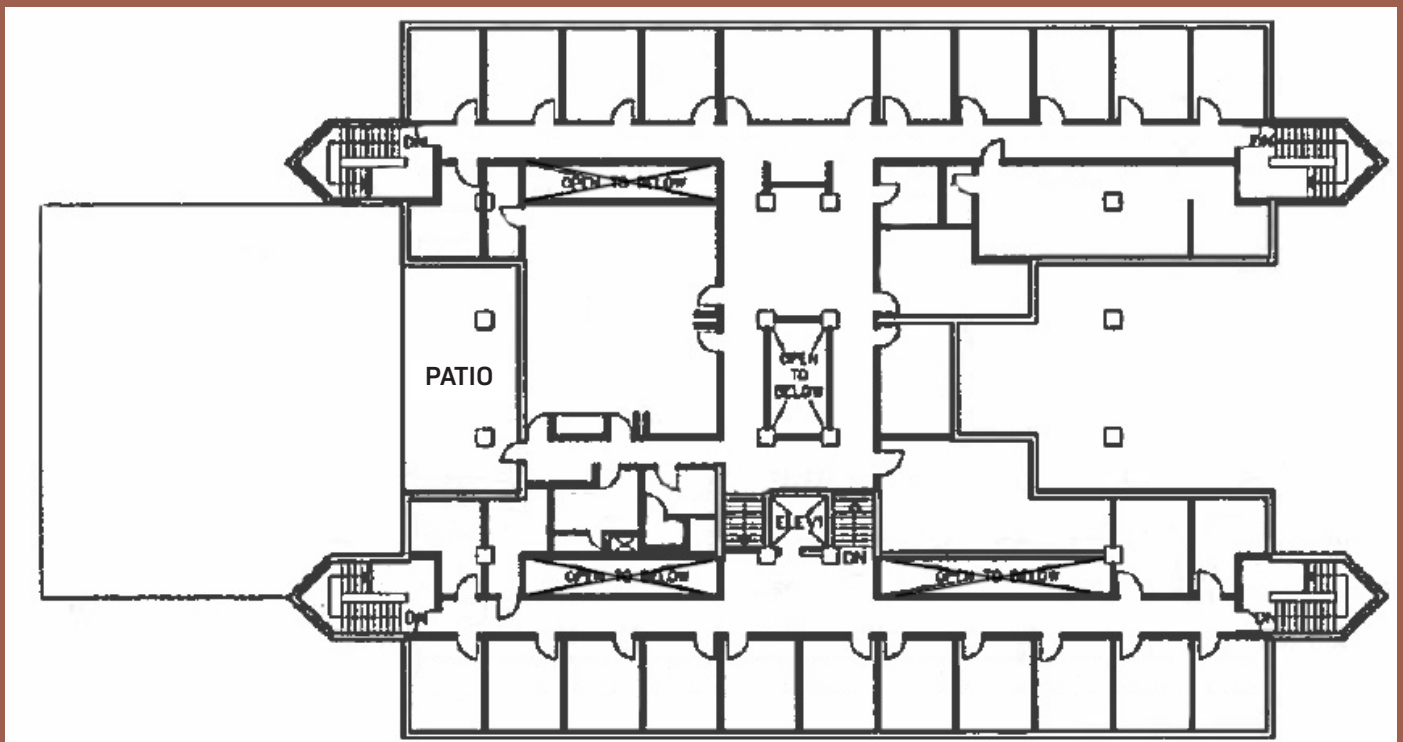 DN
DN
OPEN TO BELOW
OPEN
TO
BELOW
PATIO
ELEV
DN
OPEN TO BELOW
OPEN TO BELOW
DN
DN